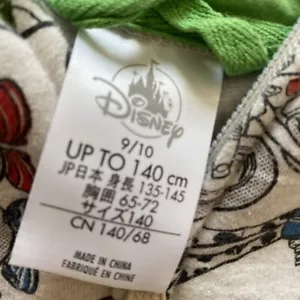 Disney
9/10
UP TO 140 cm
JP日本 身長 135-145
胸囲 65-72
サイズ140
CN 140/68
MADE IN CHINA
FABRIQUÉ EN CHINE